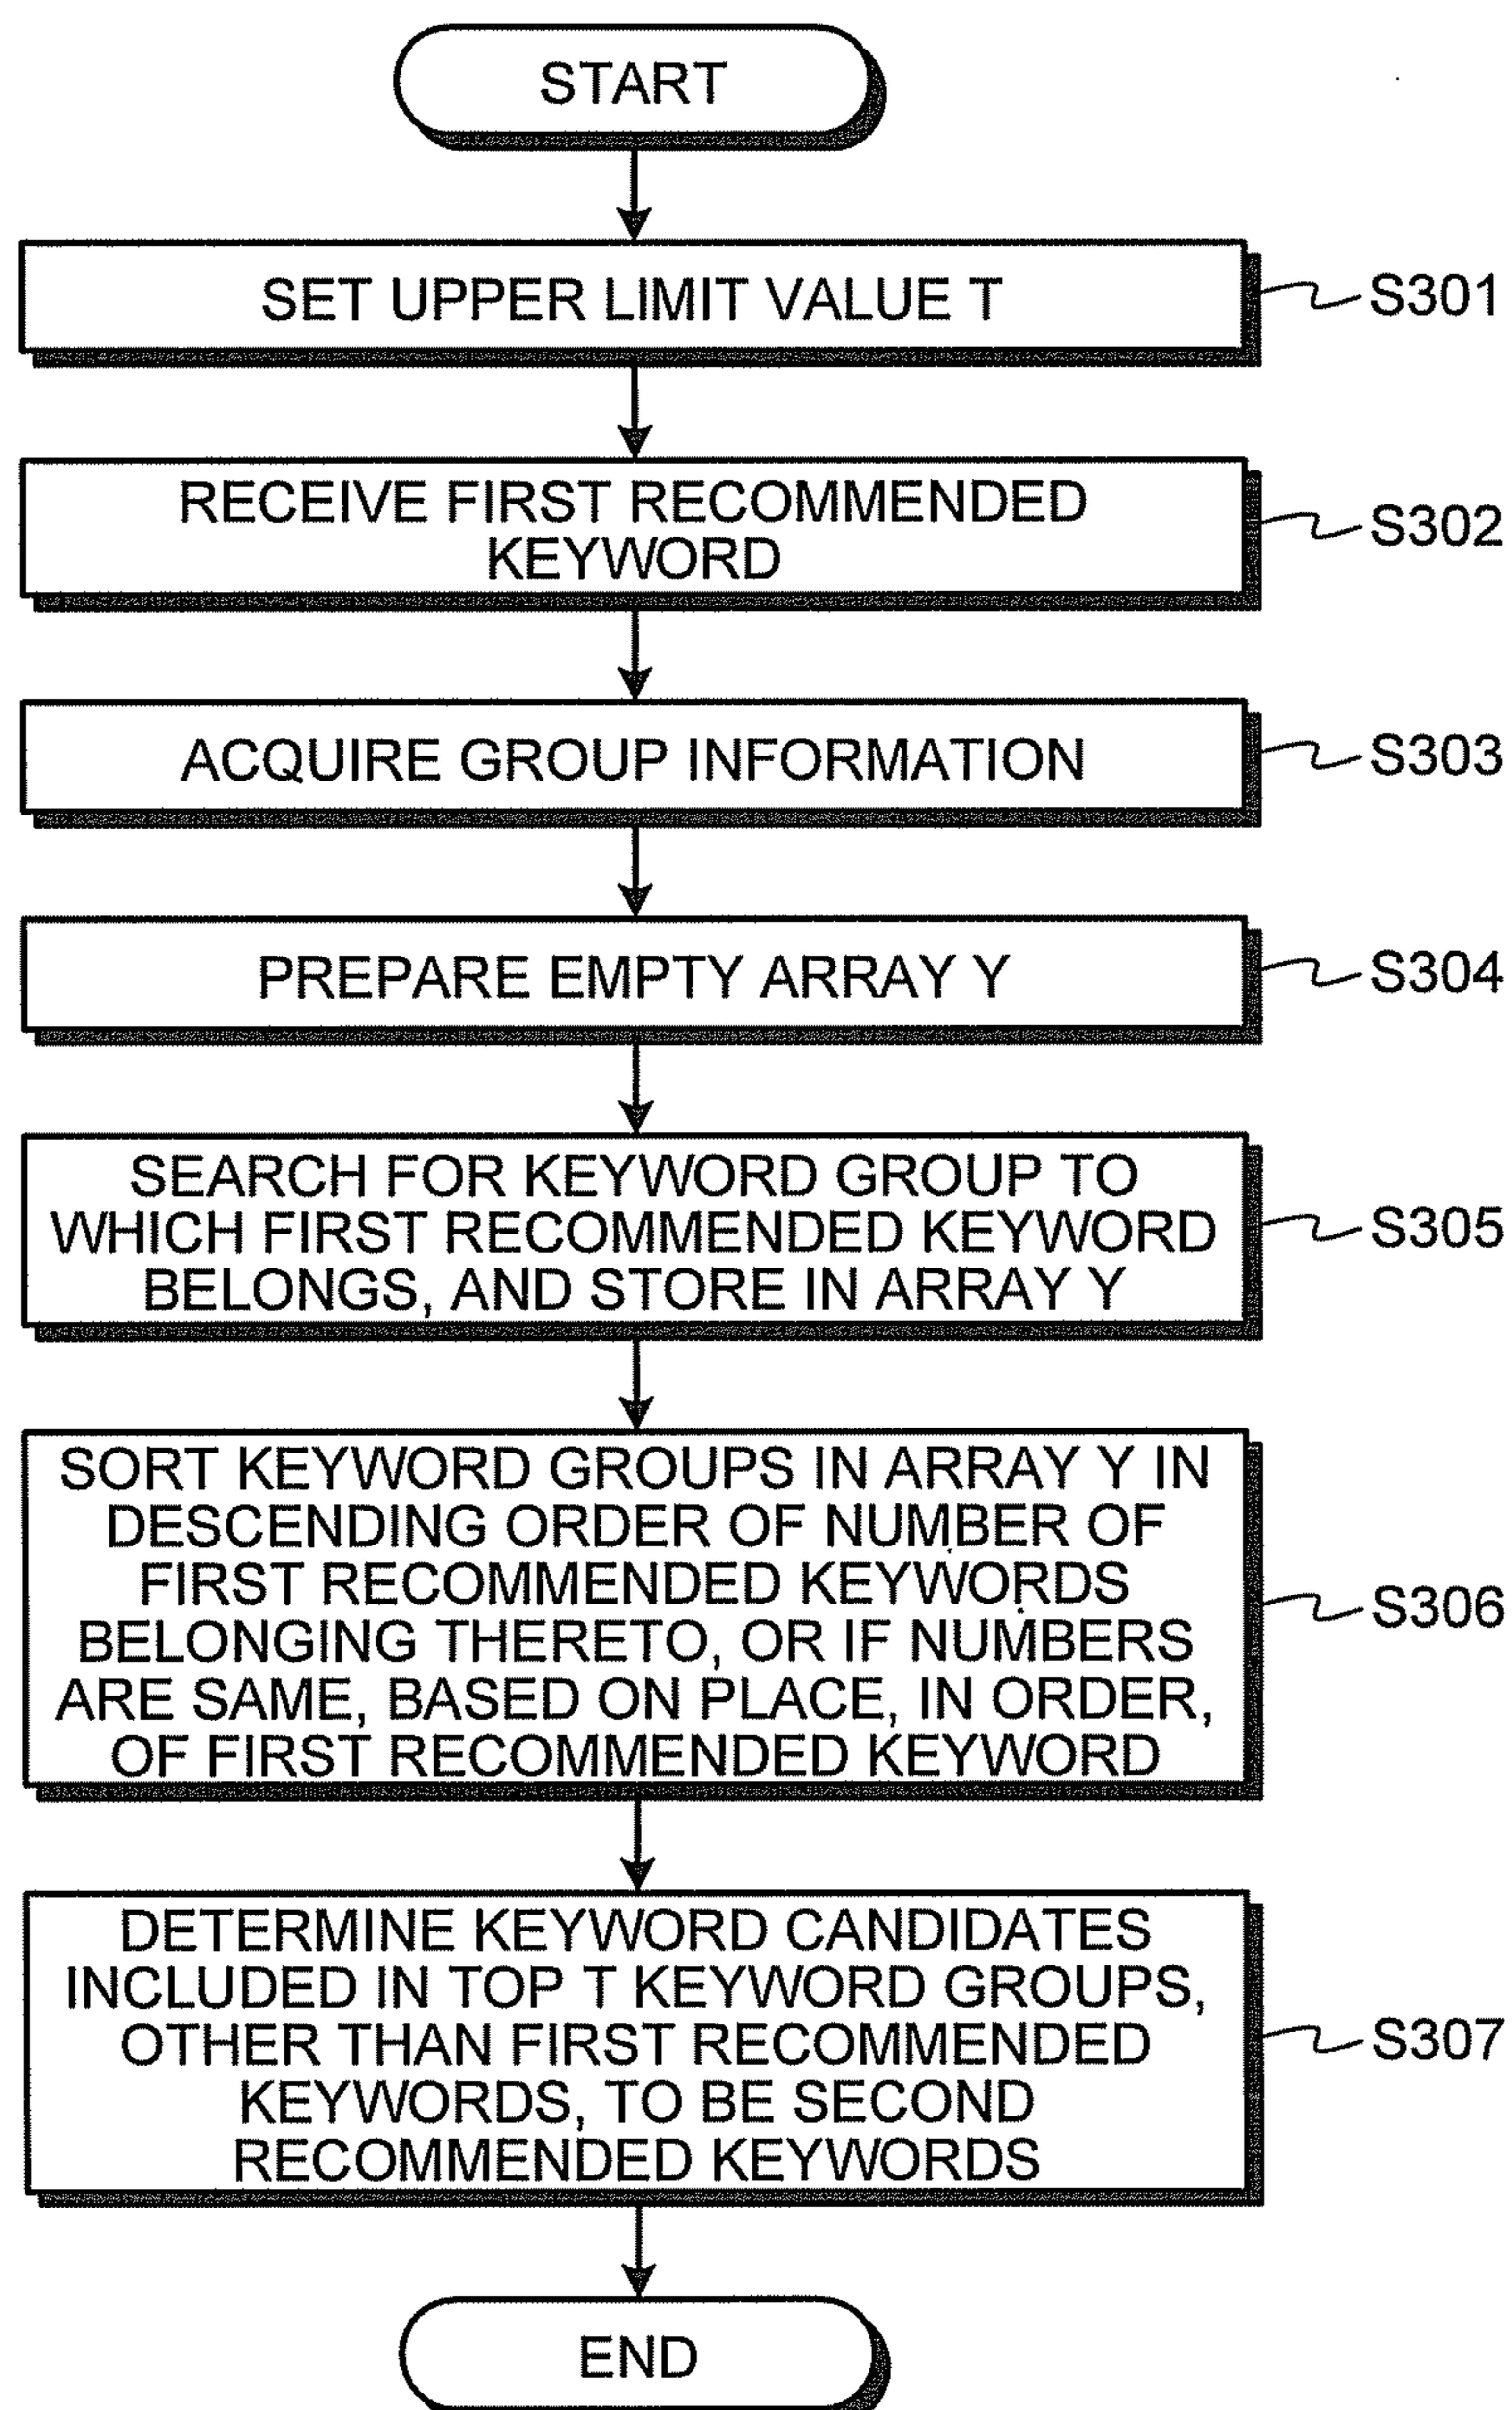 START
SET UPPER LIMIT VALUE T
S301
RECEIVE FIRST RECOMMENDED
KEYWORD
S302
ACQUIRE GROUP INFORMATION
S303
PREPARE EMPTY ARRAY Y
S304
SEARCH FOR KEYWORD GROUP TO
WHICH FIRST RECOMMENDED KEYWORD
BELONGS, AND STORE IN ARRAY Y
S305
SORT KEYWORD GROUPS IN ARRAY Y IN
DESCENDING ORDER OF NUMBER OF
FIRST RECOMMENDED KEYWORDS
BELONGING THERETO, OR IF NUMBERS
ARE SAME, BASED ON PLACE, IN ORDER,
OF FIRST RECOMMENDED KEYWORD
S306
DETERMINE KEYWORD CANDIDATES
INCLUDED IN TOP T KEYWORD GROUPS,
OTHER THAN FIRST RECOMMENDED
KEYWORDS, TO BE SECOND
RECOMMENDED KEYWORDS
S307
END